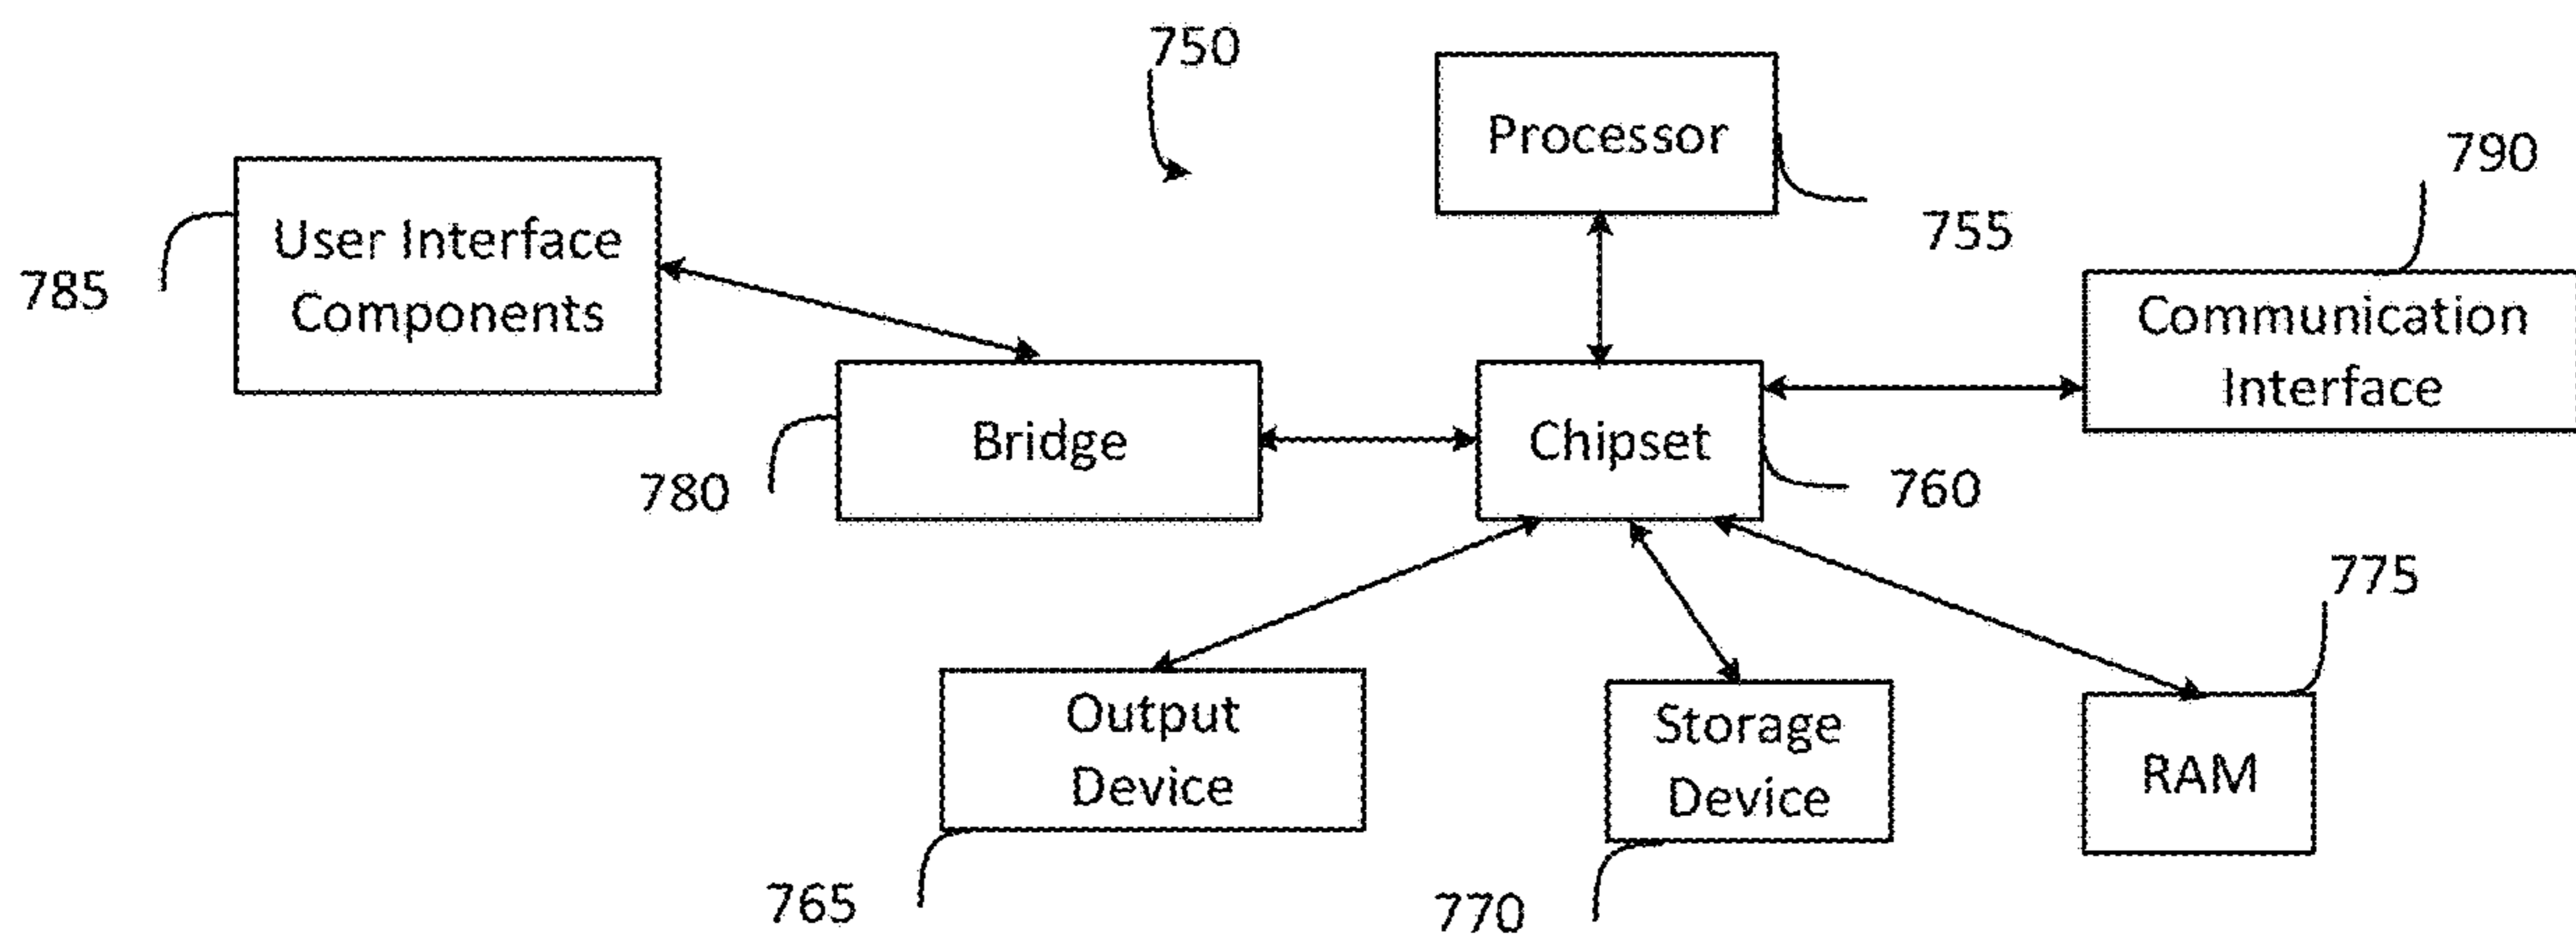 750
Processor
790
755
User Interface
Components
785
Communication
Interface
Bridge
780
Chipset
760
775
Output
Device
765
Storage
Device
770
RAM